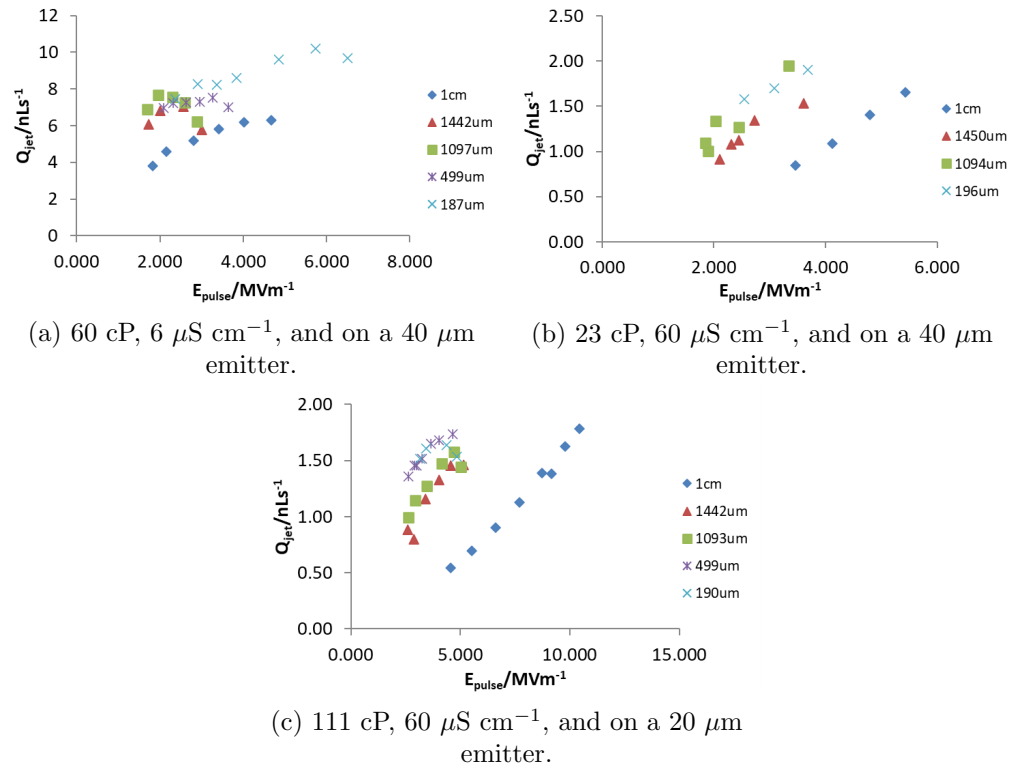 12
10
8
6
4
2
0
Qjet/nLs-1
0.000 2.000 4.000 6.000 8.000
Epulse/MVm-1
1cm
1442um
1097um
499um
187um
2.50
2.00
1.50
1.00
0.50
0.00
Qjet/nLs-1
0.000 2.000 4.000 6.000
Epulse/MVm-1
1cm
1450um
1094um
196um
(a) 60 cP, 6 μS cm−1, and on a 40 μm
emitter.
(b) 23 cP, 60 μS cm−1, and on a 40 μm
emitter.
2.00
1.50
1.00
0.50
0.00
Qjet/nLs-1
0.000 5.000 10.000 15.000
Epulse/MVm-1
1cm
1442um
1093um
499um
190um
(c) 111 cP, 60 μS cm−1, and on a 20 μm
emitter.